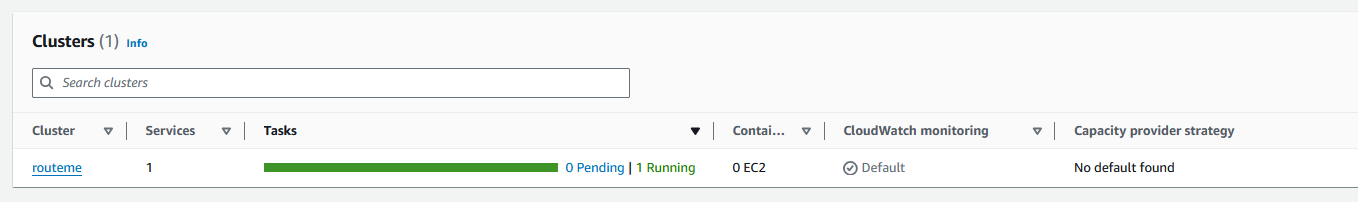 Clusters (1) Info
Search clusters
Cluster Services Tasks Contai... CloudWatch monitoring Capacity provider strategy
routeme 1 0 Pending | 1 Running 0 EC2 Default No default found